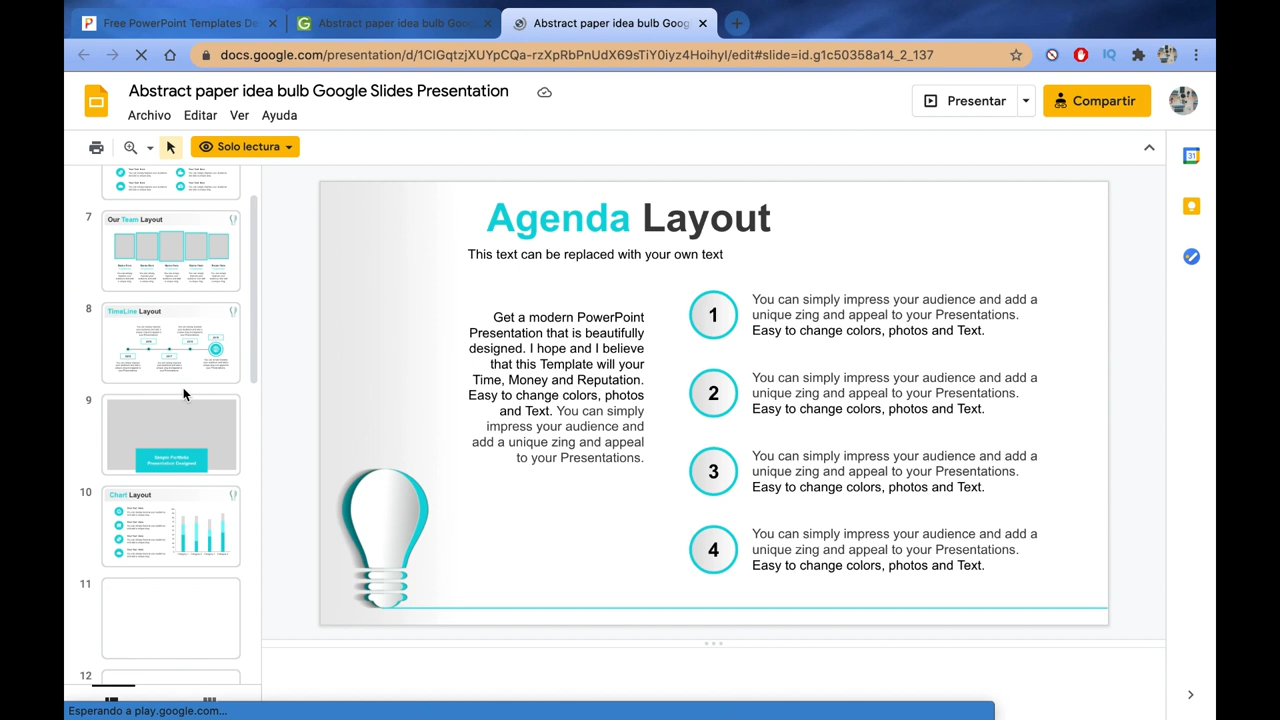 Free PowerPoint Templates De
Abstract paper idea bulb Goog
Abstract paper idea bulb Goog
docs.google.com/presentation/d/1CIGqtzjXUYpCQa-rzXpRbPnUdX69sTiY0iyz4HoihyI/edit#slide=id.g1c50358a14_2_137
Abstract paper idea bulb Google Slides Presentation
Archivo Editar Ver Ayuda
Presentar
Compartir
Solo lectura
7
Our Team Layout
8
TimeLine Layout
9
Simple Portfolio
Presentation Designed
10
Chart Layout
11
12
Agenda Layout
This text can be replaced with your own text
Get a modern PowerPoint
Presentation that is beautifully
designed. I hope and I believe
that this Template will your
Time, Money and Reputation.
Easy to change colors, photos
and Text. You can simply
impress your audience and
add a unique zing and appeal
to your Presentations.
1
You can simply impress your audience and add a
unique zing and appeal to your Presentations.
Easy to change colors, photos and Text.
2
You can simply impress your audience and add a
unique zing and appeal to your Presentations.
Easy to change colors, photos and Text.
3
You can simply impress your audience and add a
unique zing and appeal to your Presentations.
Easy to change colors, photos and Text.
4
You can simply impress your audience and add a
unique zing and appeal to your Presentations.
Easy to change colors, photos and Text.
31
IQ
Esperando a play.google.com...